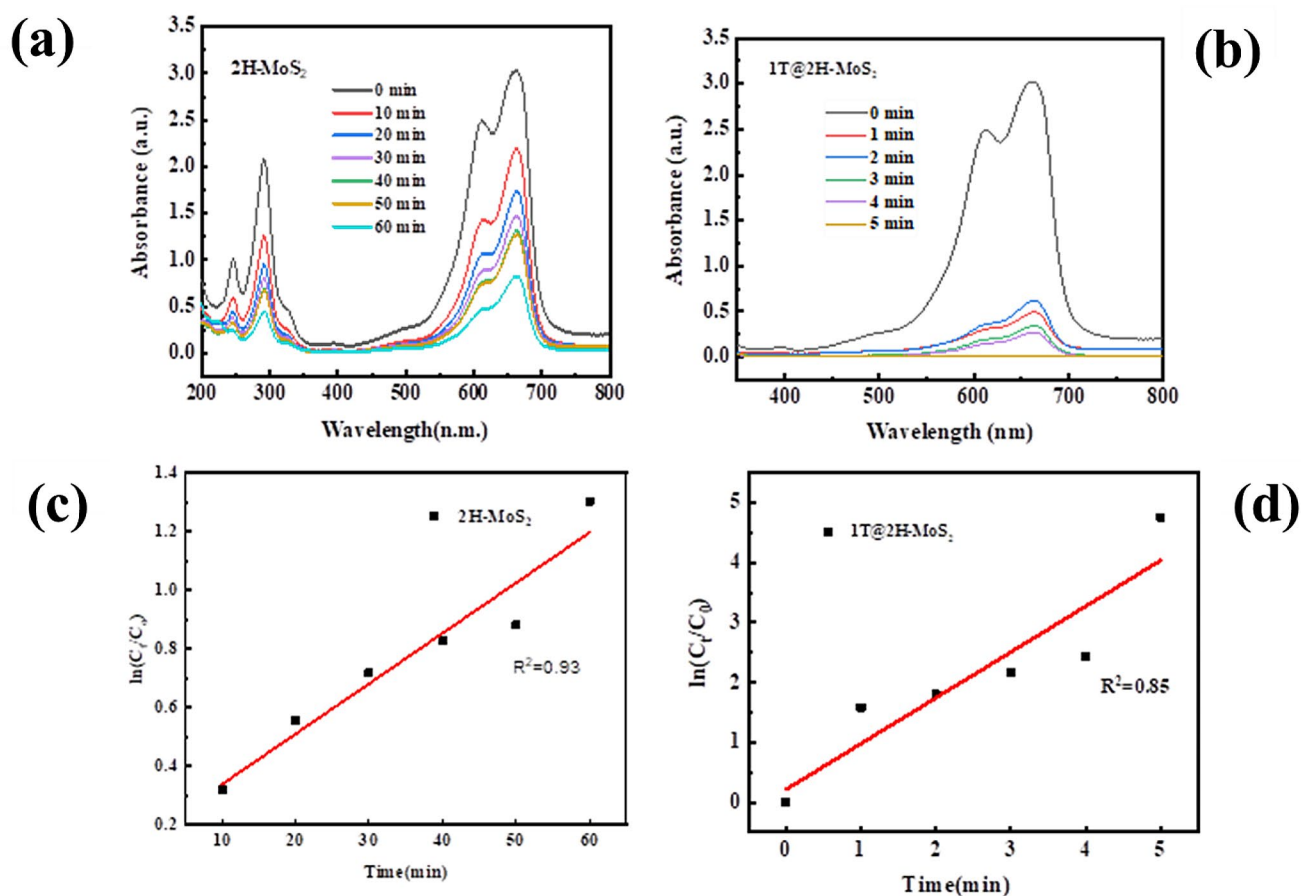 (a)
3.5
3.0
2.5
2.0
1.5
1.0
0.5
0.0
Absorbance (a.u.)
2H-MoS₂
0 min
10 min
20 min
30 min
40 min
50 min
60 min
200 300 400 500 600 700 800
Wavelength(n.m.)
(b)
3.5
3.0
2.5
2.0
1.5
1.0
0.5
0.0
Absorbance (a.u.)
1T@2H-MoS₂
0 min
1 min
2 min
3 min
4 min
5 min
400 500 600 700 800
Wavelength (nm)
(c)
1.4
1.2
1.0
0.8
0.6
0.4
0.2
2H-MoS₂
R²=0.93
10 20 30 40 50 60
Time(min)
(d)
5
4
3
2
1
0
ln(Cₜ/C₀)
1T@2H-MoS₂
R²=0.85
0 1 2 3 4 5
Time(min)